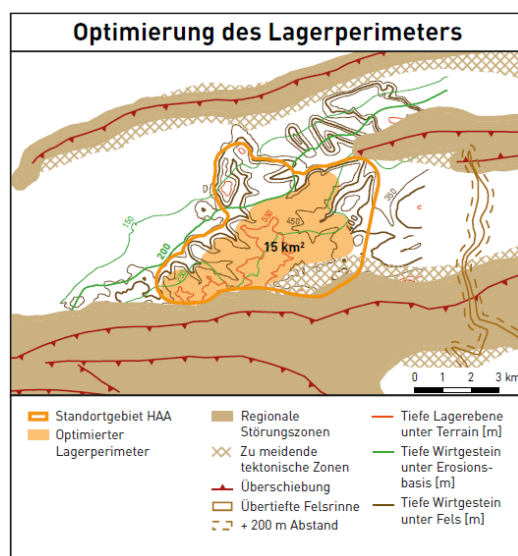 Optimierung des Lagerperimeters
150
200
550
450
350
15 km²
0 1 2 3 km
Standortgebiet HAA
Optimierter
Lagerperimeter
Regionale
Störungszonen
Zu meidende
tektonische Zonen
Überschiebung
Übertiefte Felsrinne
+ 200 m Abstand
Tiefe Lagerebene
unter Terrain [m]
Tiefe Wirtgestein
unter Erosions-
basis [m]
Tiefe Wirtgestein
unter Fels [m]